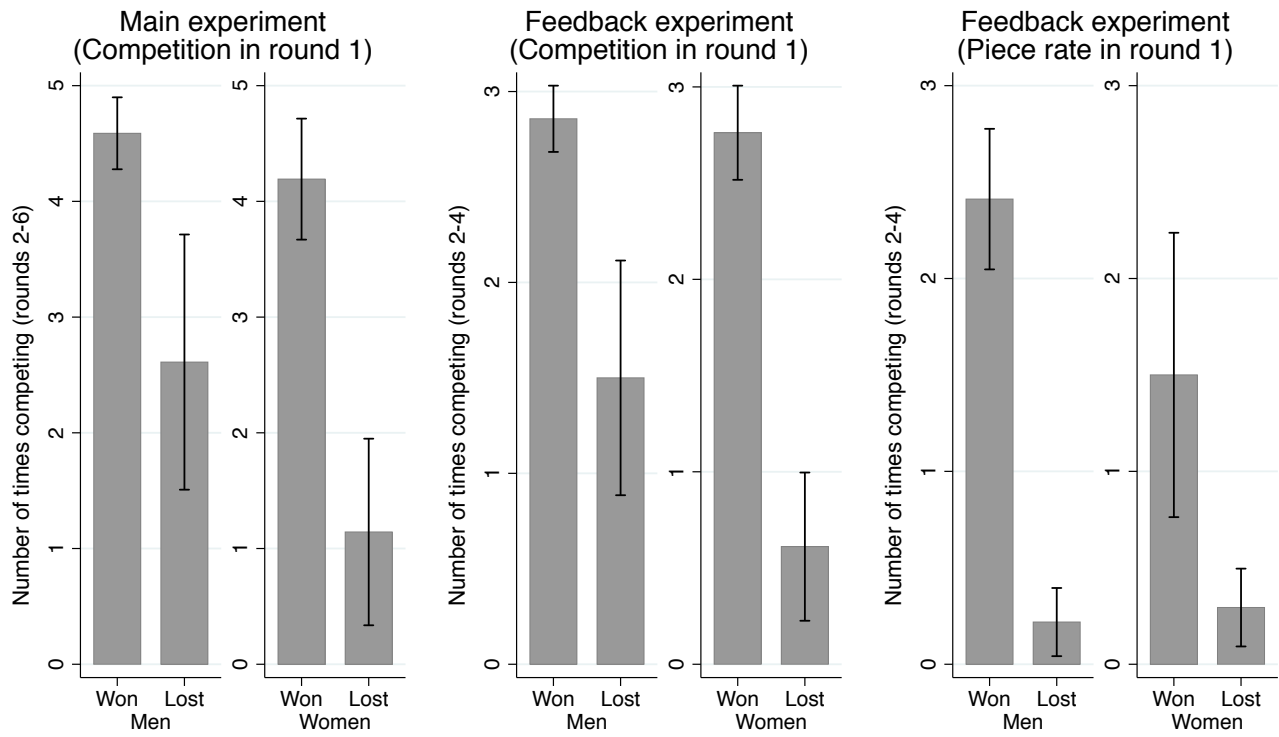 Main experiment
(Competition in round 1)
Number of times competing (rounds 2-6)
5
4
3
2
1
0
Won Lost
Men
5
4
3
2
1
0
Won Lost
Women
Feedback experiment
(Competition in round 1)
Number of times competing (rounds 2-4)
3
2
1
0
Won Lost
Men
3
2
1
0
Won Lost
Women
Feedback experiment
(Piece rate in round 1)
Number of times competing (rounds 2-4)
3
2
1
0
Won Lost
Men
3
2
1
0
Won Lost
Women